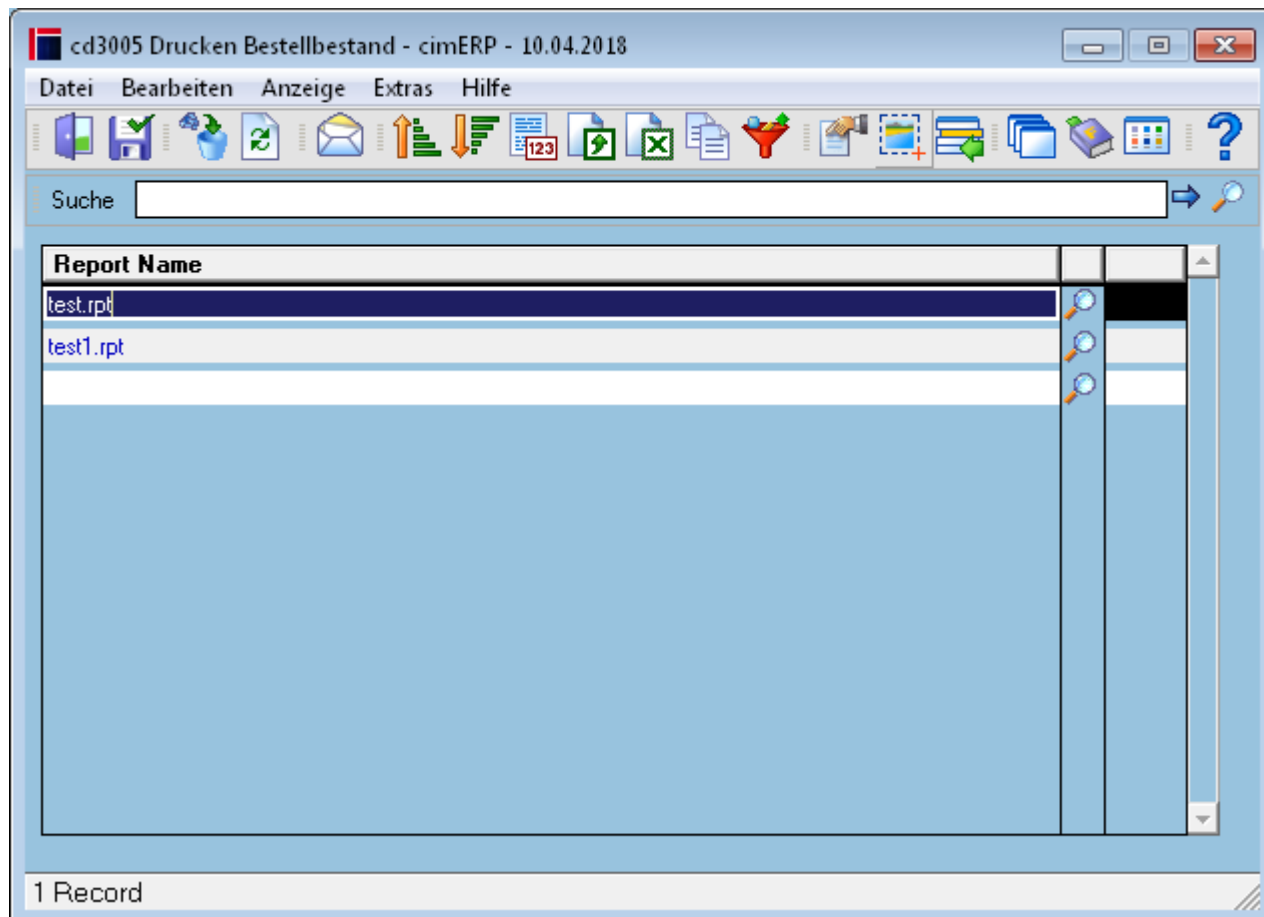 cd3005 Drucken Bestellbestand - cimERP - 10.04.2018
Datei Bearbeiten Anzeige Extras Hilfe
123
Suche
Report Name
test.rpt
test1.rpt
1 Record